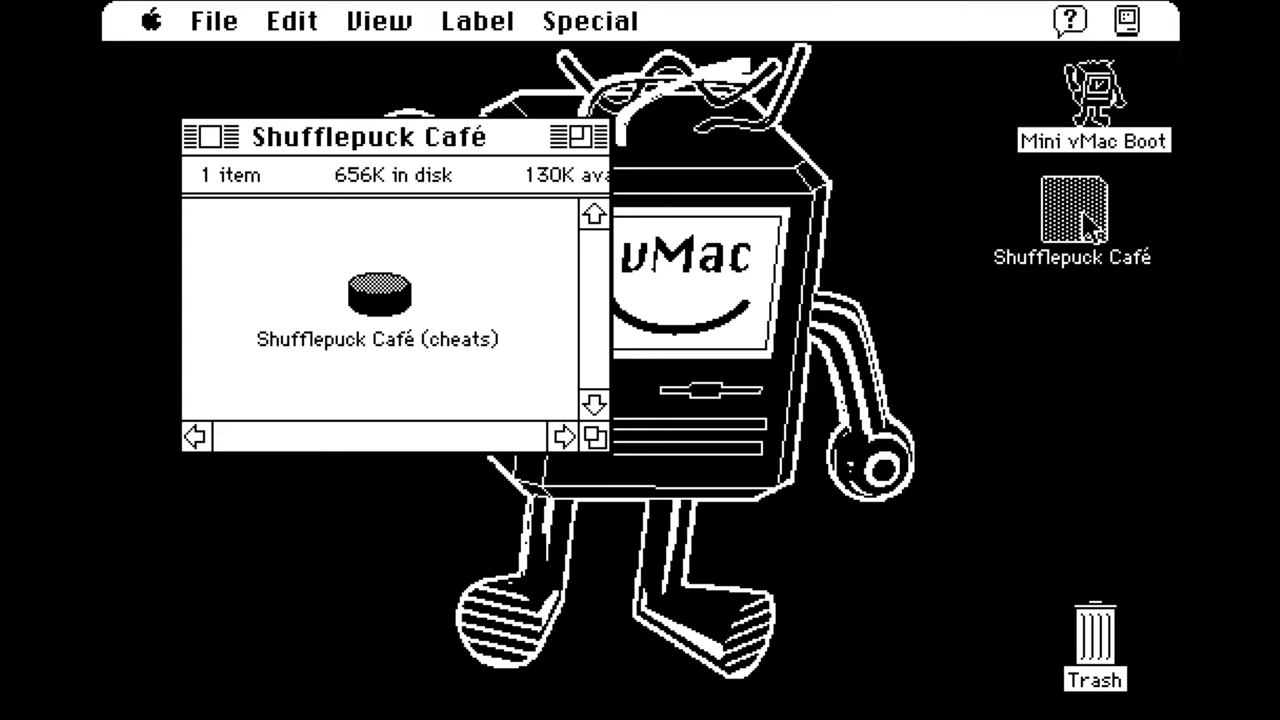 File Edit View Label Special
Mini vMac Boot
Shufflepuck Café
1 item 656K in disk 130K ava
vMac
Shufflepuck Café
Shufflepuck Café (cheats)
Trash